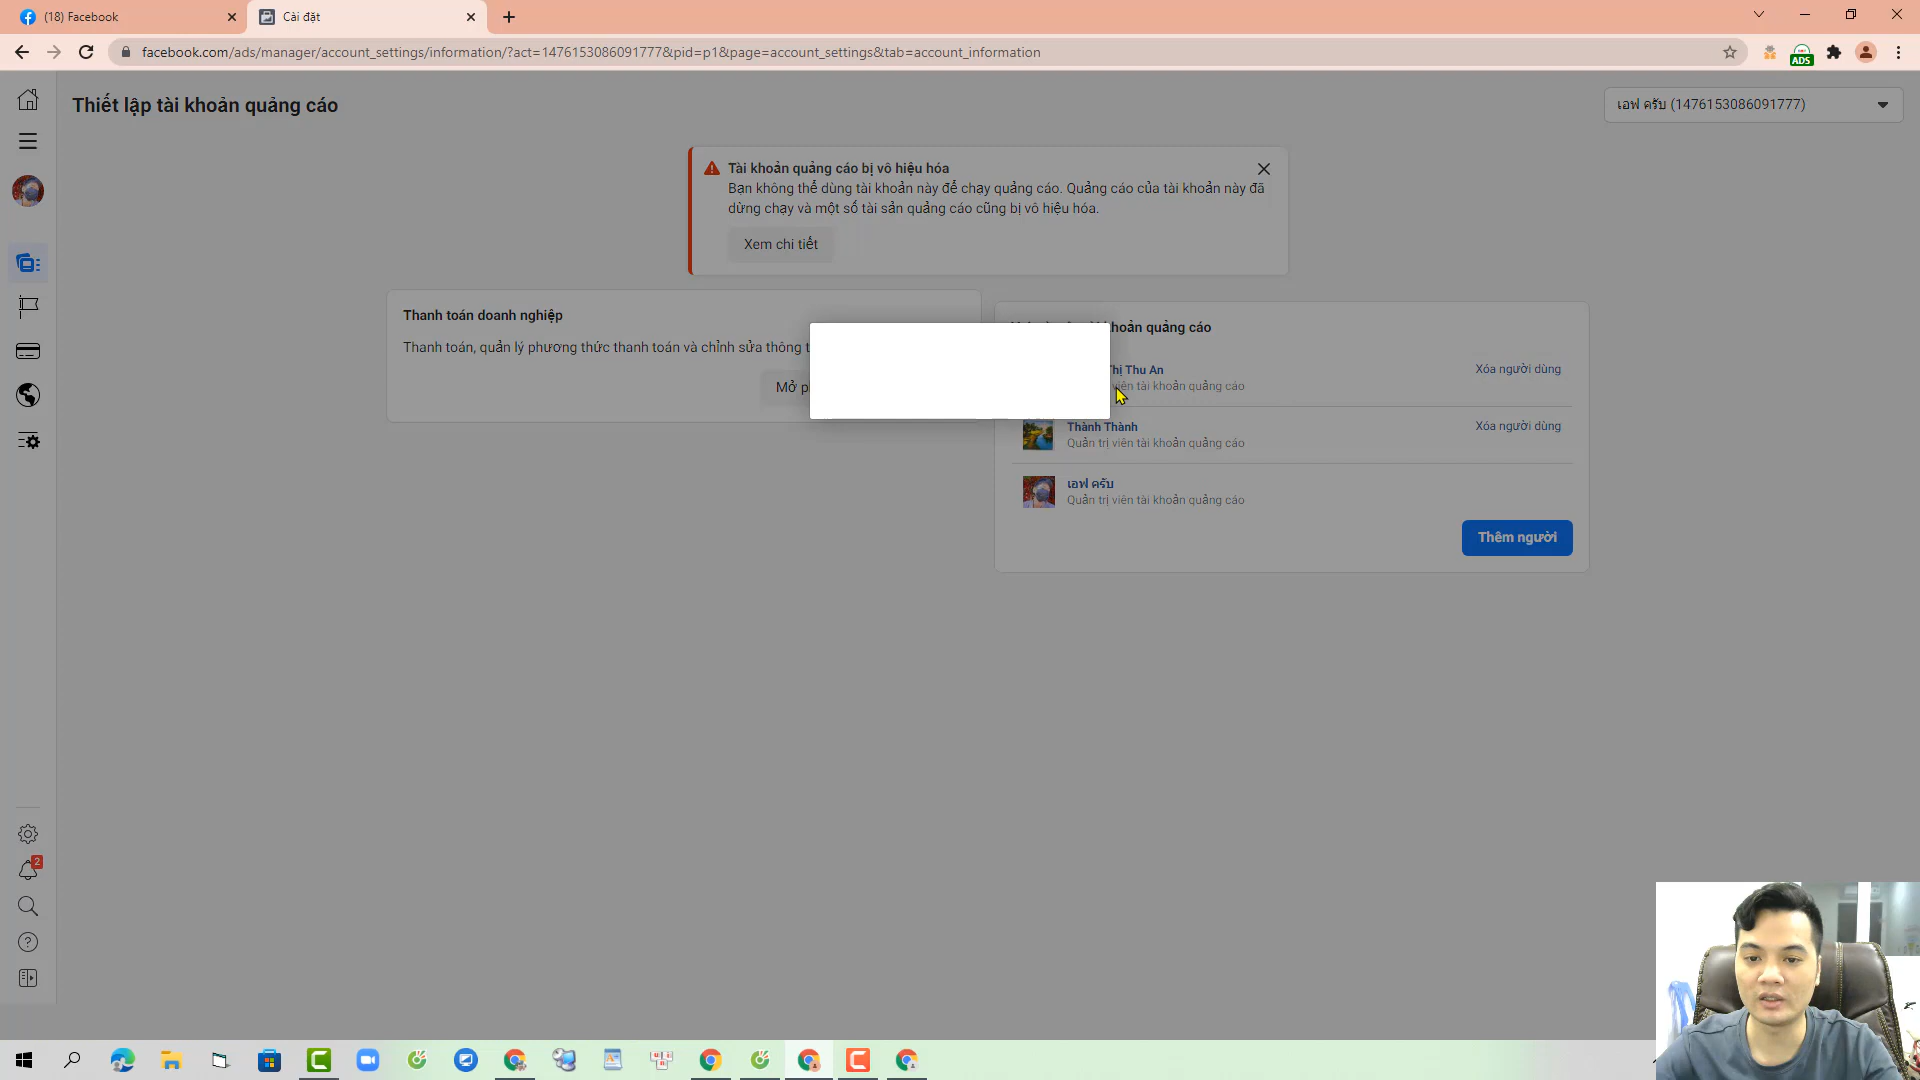 (18) Facebook
Cài đặt
facebook.com/ads/manager/account_settings/information/?act=1476153086091777&pid=p1&page=account_settings&tab=account_information
ADS
Thiết lập tài khoản quảng cáo
เอฟ ครับ (1476153086091777)
Tài khoản quảng cáo bị vô hiệu hóa
Bạn không thể dùng tài khoản này để chạy quảng cáo. Quảng cáo của tài khoản này đã
dừng chạy và một số tài sản quảng cáo cũng bị vô hiệu hóa.
Xem chi tiết
Thanh toán doanh nghiệp
Thanh toán, quản lý phương thức thanh toán và chỉnh sửa thông t
Mở p
khoản quảng cáo
Thị Thu An
viên tài khoản quảng cáo
Xóa người dùng
Thành Thành
Quản trị viên tài khoản quảng cáo
Xóa người dùng
เอฟ ครับ
Quản trị viên tài khoản quảng cáo
Thêm người
2